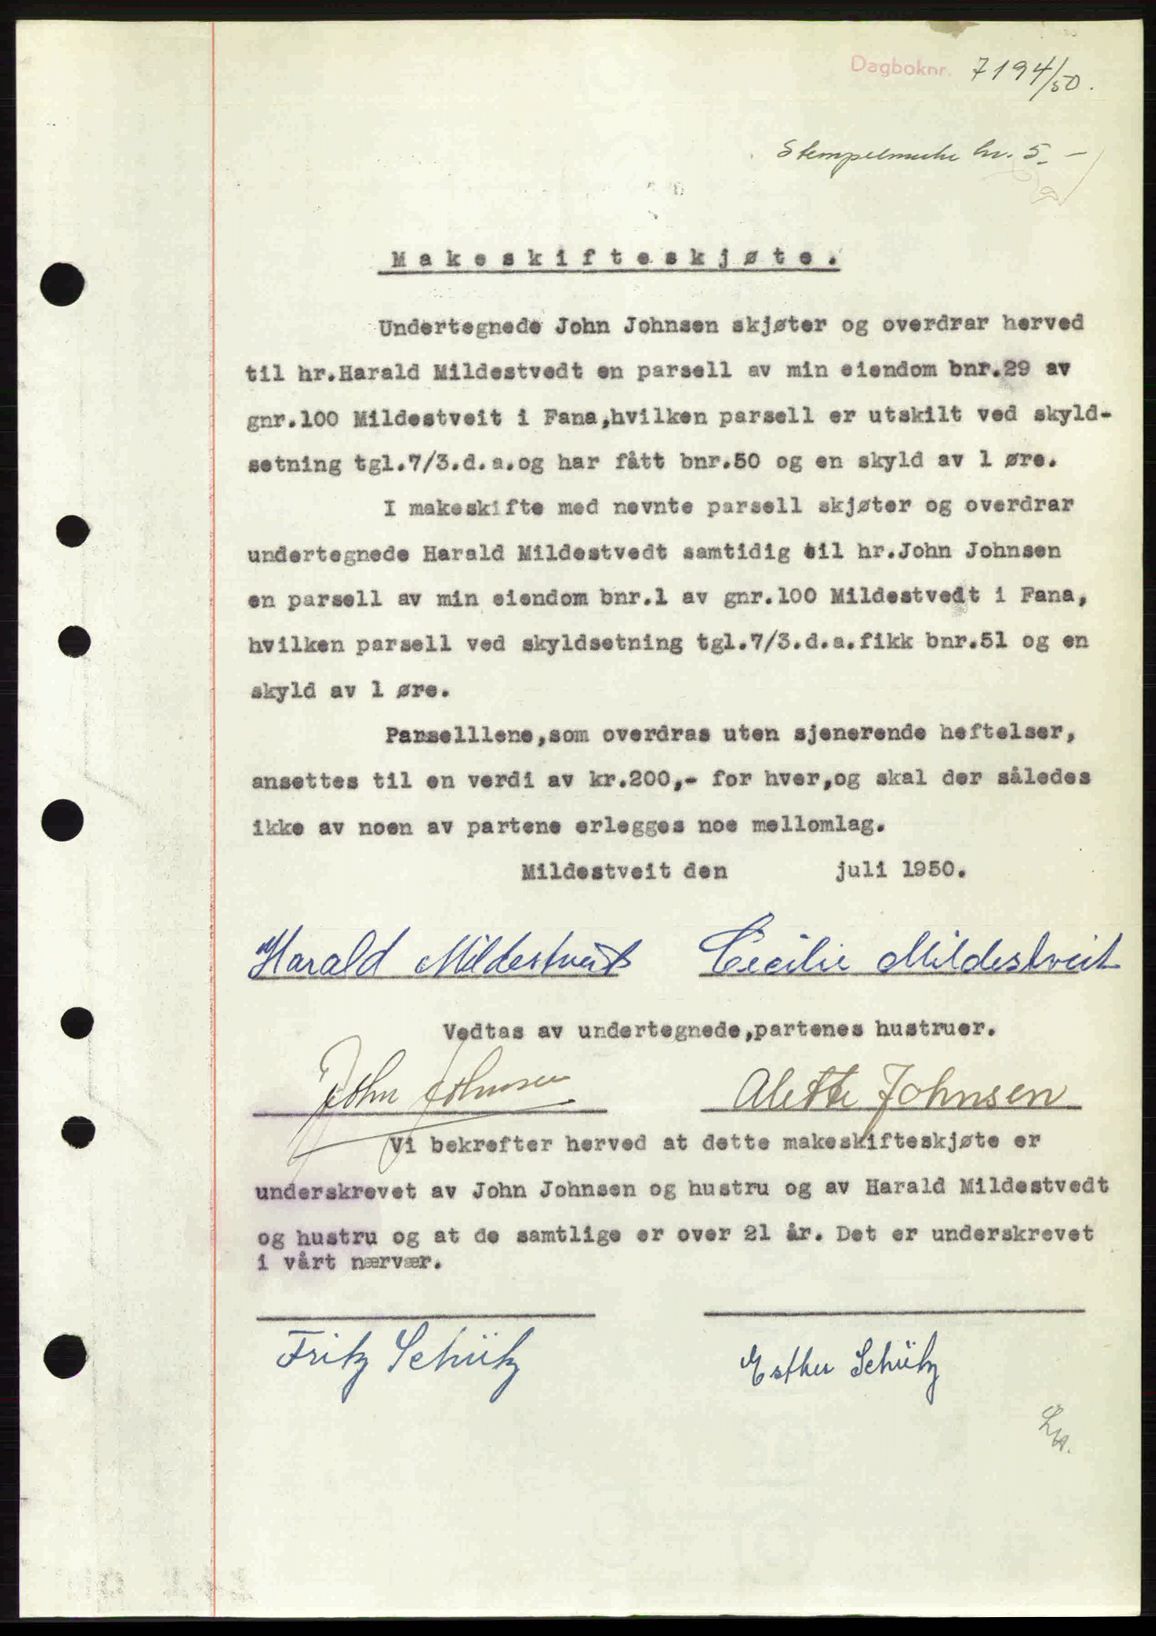 Dagboknr. 7194/50.
Stempelmerke kr. 5.-
Makeskifteskjøte.
Undertegnede John Johnsen skjøter og overdrar herved
til hr.Harald Mildestvedt en parsell av min eiendom bnr.29 av
gnr.100 Mildestveit i Fana,hvilken parsell er utskilt ved skyld-
setning tgl.7/3.d.a.og har fått bnr.50 og en skyld av 1 øre.
I makeskifte med nevnte parsell skjøter og overdrar
undertegnede Harald Mildestvedt samtidig til hr.John Johnsen
en parsell av min eiendom bnr.1 av gnr.100 Mildestvedt i Fana,
hvilken parsell ved skyldsetning tgl.7/3.d.a.fikk bnr.51 og en
skyld av 1 øre.
Parselllene,som overdras uten sjenerende heftelser,
ansettes til en verdi av kr.200,- for hver,og skal der således
ikke av noen av partene erlegges noe mellomlag.
Mildestveit den juli 1950.
Harald Mildestveit Cecilie Mildestveit
Vedtas av undertegnede,partenes hustruer.
John Johnsen Alette Johnsen
Vi bekrefter herved at dette makeskifteskjøte er
underskrevet av John Johnsen og hustru og av Harald Mildestvedt
og hustru og at de samtlige er over 21 år. Det er underskrevet
i vårt nærvær.
Fritz Schütz Esther Schütz